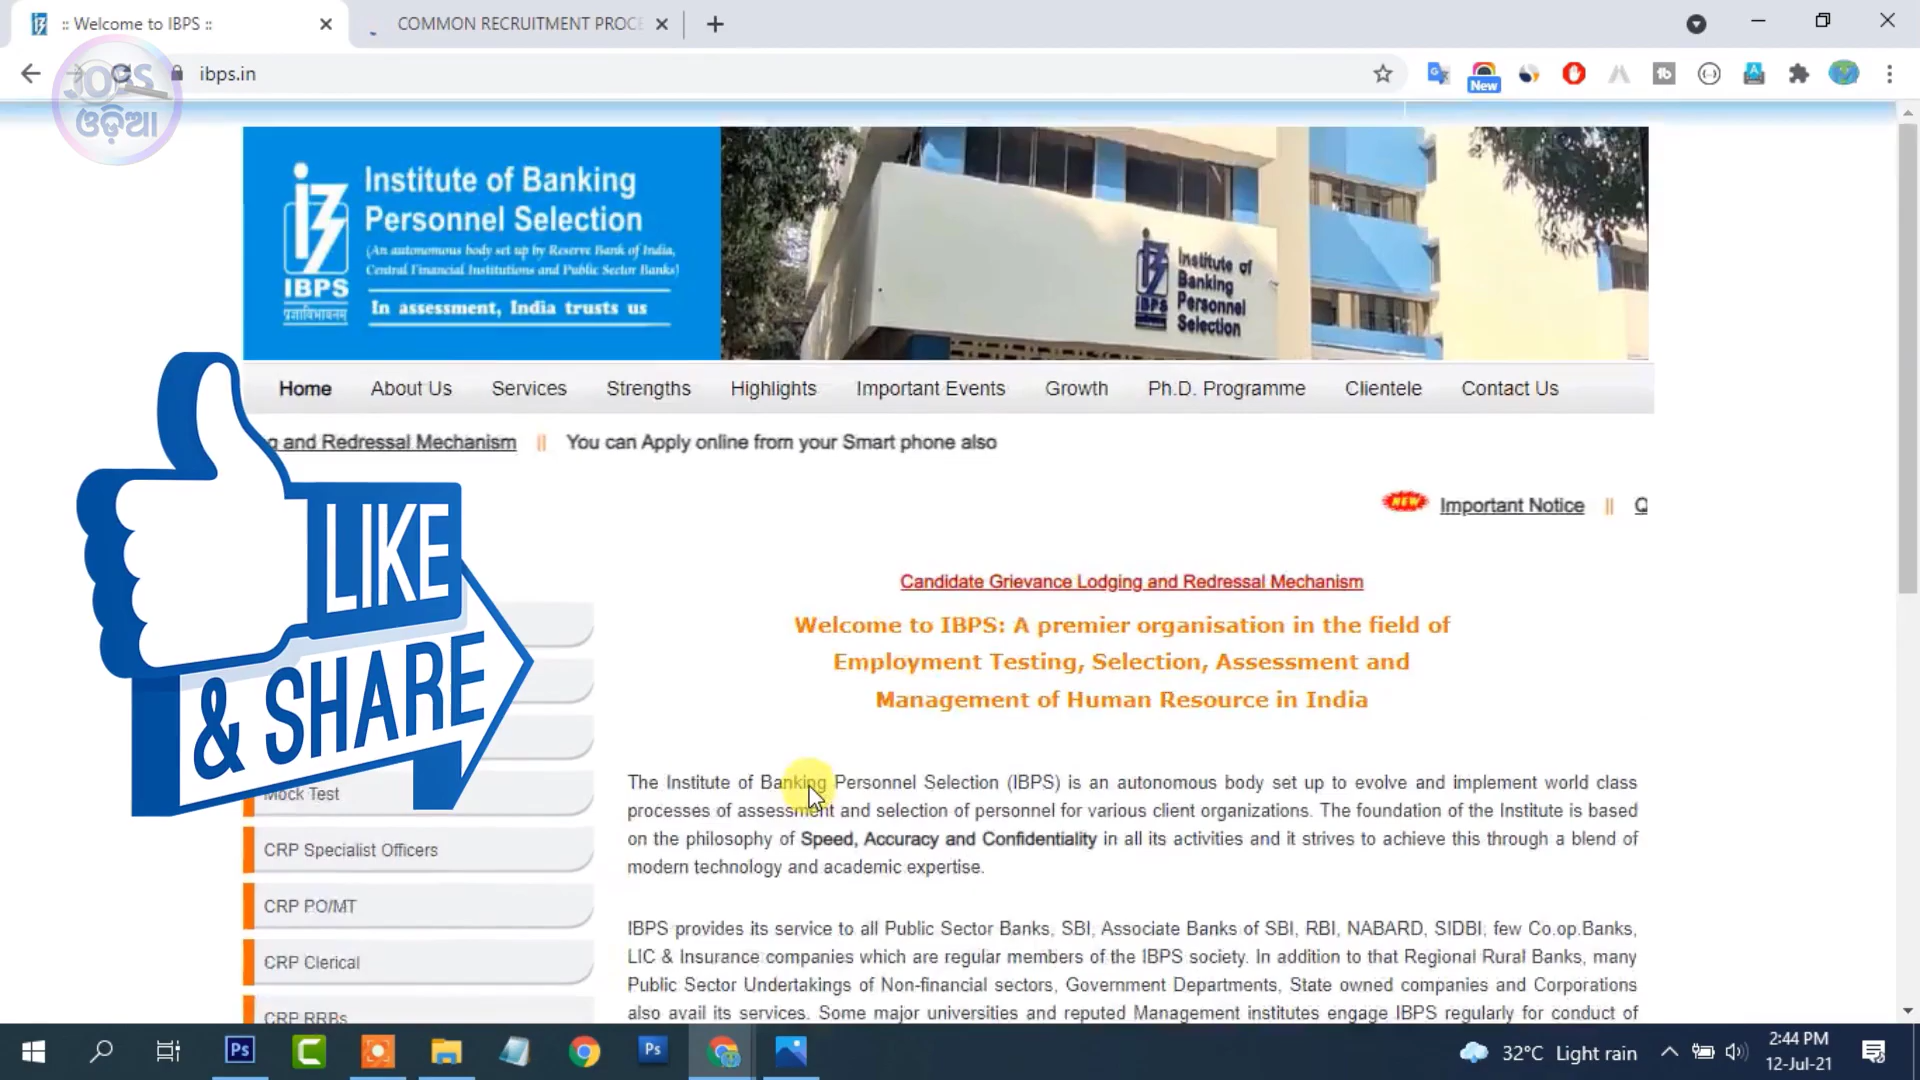 :: Welcome to IBPS ::
COMMON RECRUITMENT PROCE
ibps.in
New
JOBS
ଓଡ଼ିଆ
Institute of Banking
Personnel Selection
(An autonomous body set up by Reserve Bank of India,
Central Financial Institutions and Public Sector Banks)
In assessment, India trusts us
IBPS
Institute of
Banking
Personnel
Selection
IBPS
Home About Us Services Strengths Highlights Important Events Growth Ph.D. Programme Clientele Contact Us
g and Redressal Mechanism || You can Apply online from your Smart phone also
NEW Important Notice ||
Candidate Grievance Lodging and Redressal Mechanism
Welcome to IBPS: A premier organisation in the field of
Employment Testing, Selection, Assessment and
Management of Human Resource in India
LIKE
& SHARE
Mock Test
CRP Specialist Officers
CRP PO/MT
CRP Clerical
CRP RRBs
The Institute of Banking Personnel Selection (IBPS) is an autonomous body set up to evolve and implement world class
processes of assessment and selection of personnel for various client organizations. The foundation of the Institute is based
on the philosophy of Speed, Accuracy and Confidentiality in all its activities and it strives to achieve this through a blend of
modern technology and academic expertise.
IBPS provides its service to all Public Sector Banks, SBI, Associate Banks of SBI, RBI, NABARD, SIDBI, few Co.op.Banks,
LIC & Insurance companies which are regular members of the IBPS society. In addition to that Regional Rural Banks, many
Public Sector Undertakings of Non-financial sectors, Government Departments, State owned companies and Corporations
also avail its services. Some major universities and reputed Management institutes engage IBPS regularly for conduct of
Ps
Ps
32°C Light rain
2:44 PM
12-Jul-21